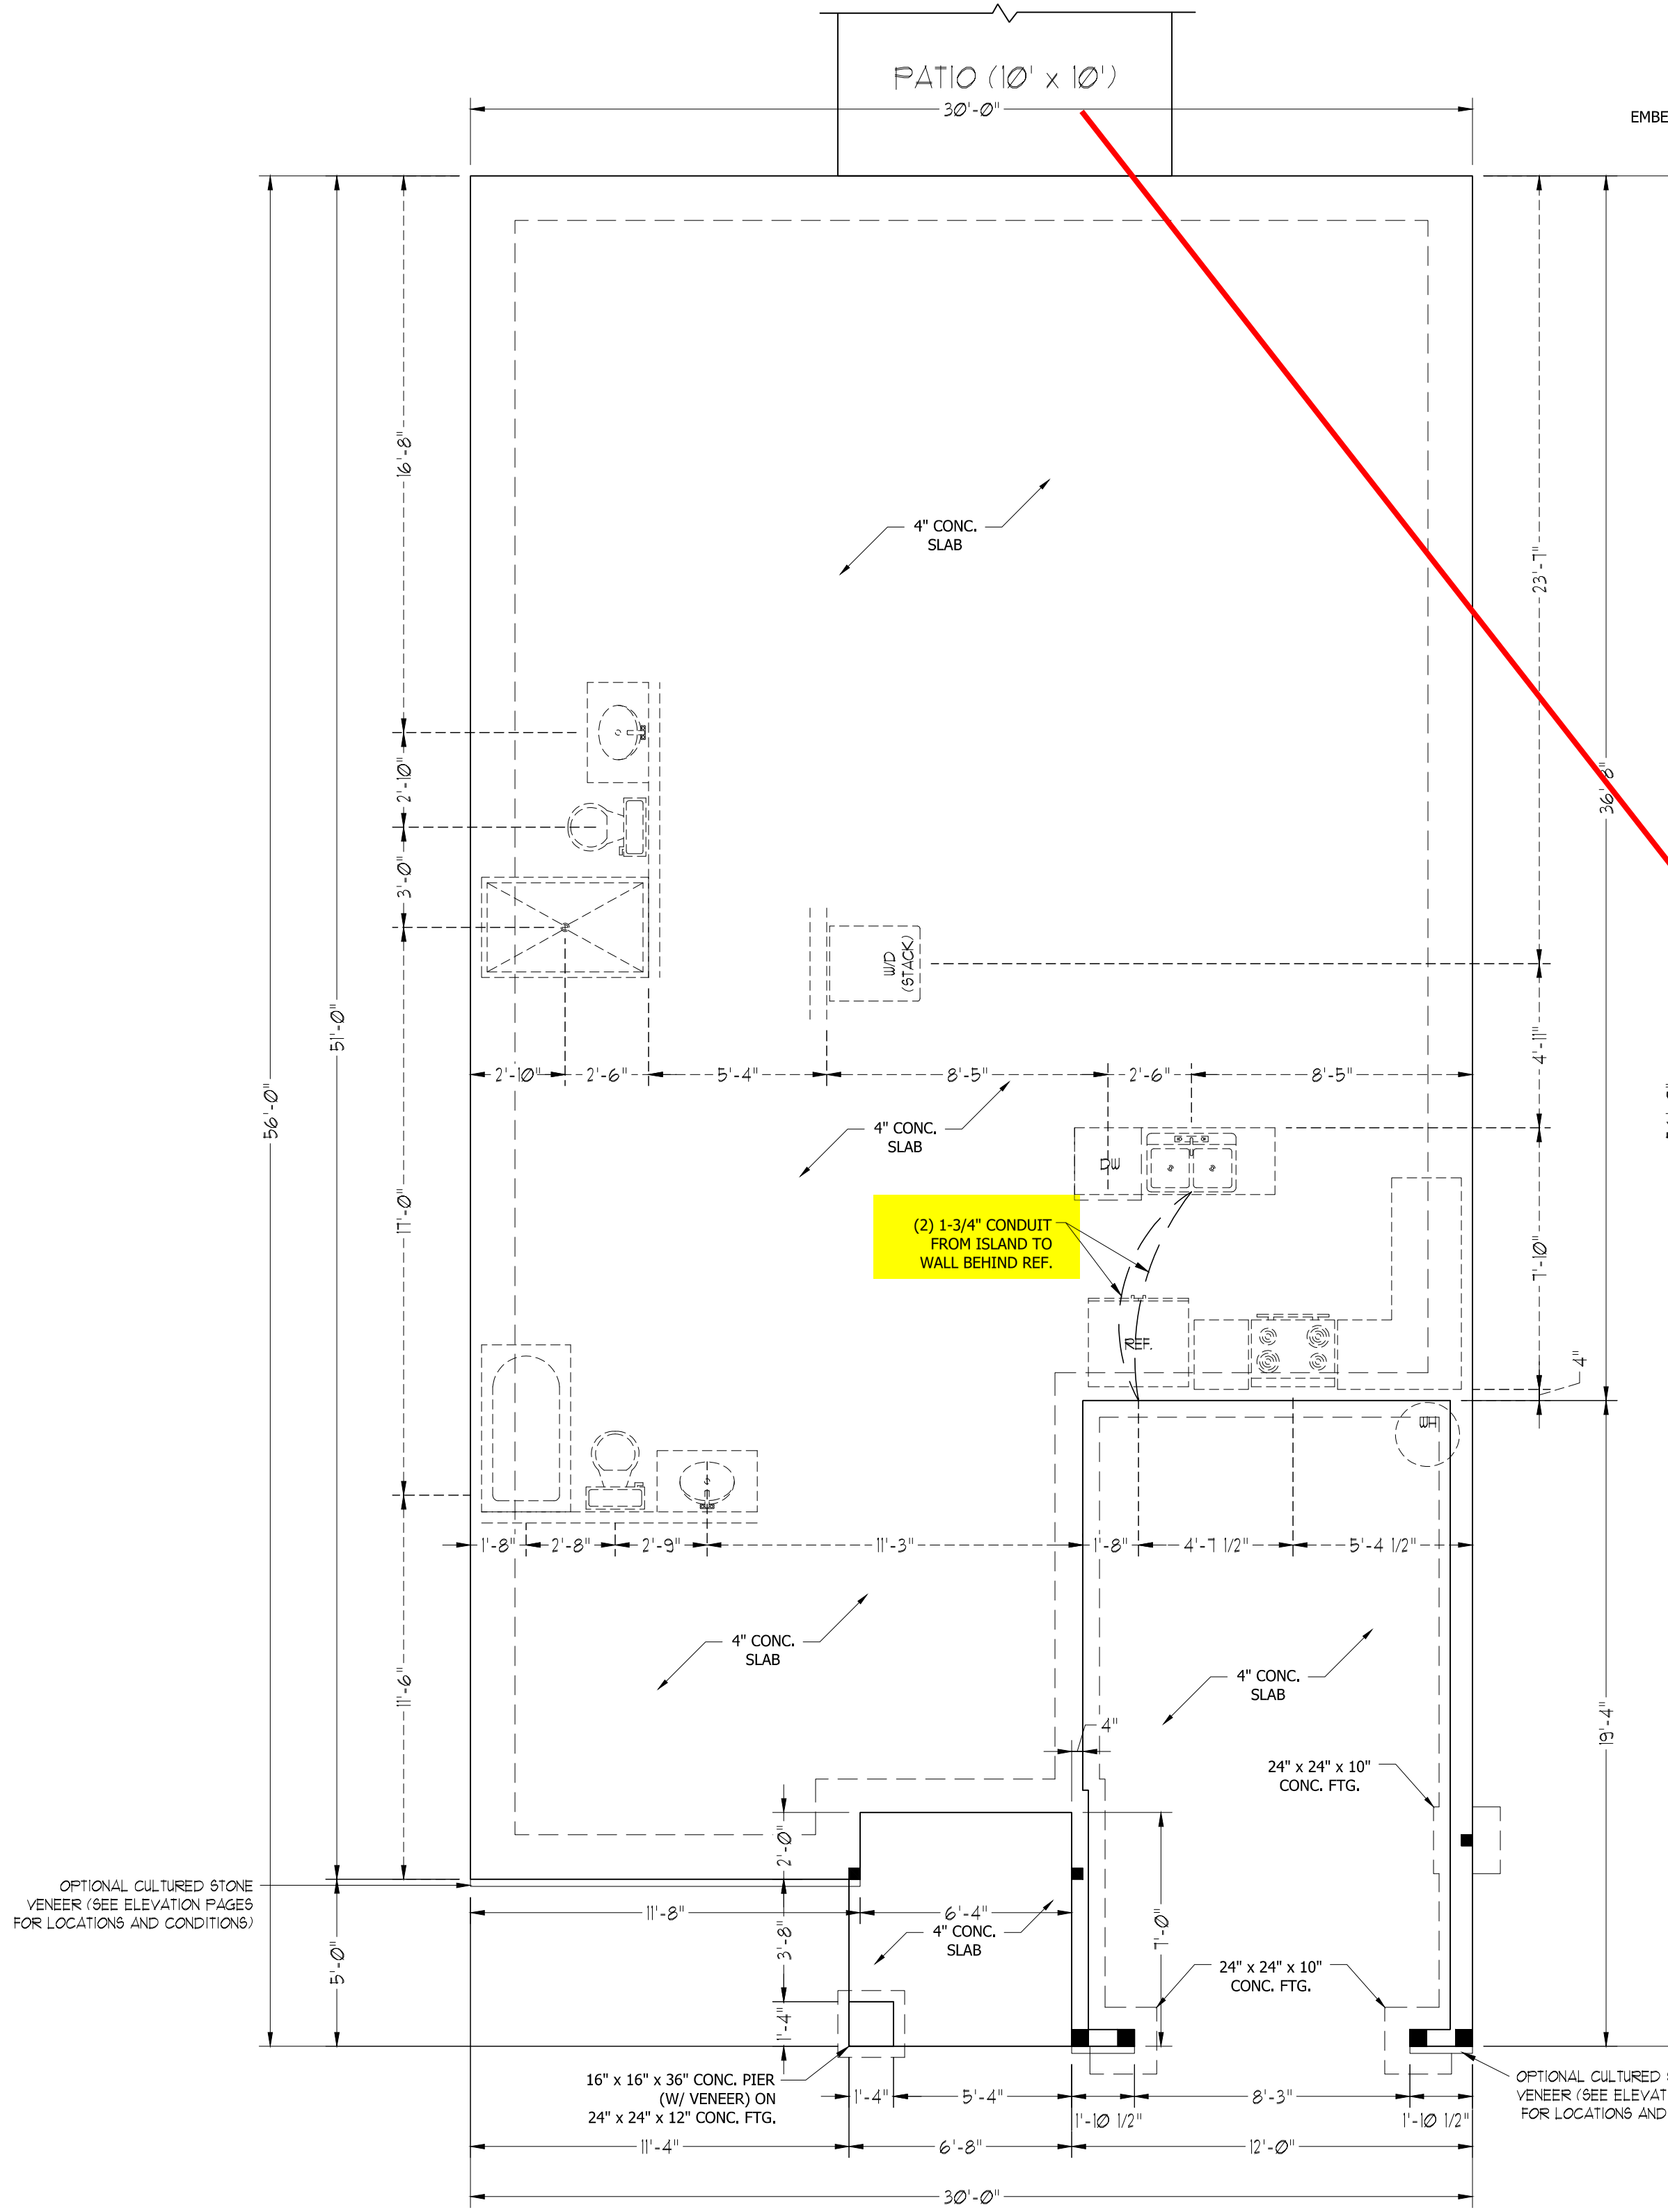 PATIO (10' x 10')
30'-0"
EMBE
16'-8"
23'-7"
4" CONC.
SLAB
2'-10"
36'-8"
3'-0"
W/D
(STACK)
51'-0"
4'-11"
2'-10"
2'-6"
5'-4"
8'-5"
2'-6"
8'-5"
56'-0"
4" CONC.
SLAB
DW
17'-0"
(2) 1-3/4" CONDUIT
FROM ISLAND TO
WALL BEHIND REF.
7'-10"
REF.
4"
WH
1'-8"
2'-8"
2'-9"
11'-3"
1'-8"
4'-7 1/2"
5'-4 1/2"
4" CONC.
SLAB
11'-6"
4" CONC.
SLAB
19'-4"
4"
24" x 24" x 10"
CONC. FTG.
2'-0"
OPTIONAL CULTURED STONE
VENEER (SEE ELEVATION PAGES
FOR LOCATIONS AND CONDITIONS)
11'-8"
6'-4"
4" CONC.
SLAB
3'-8"
7'-0"
5'-0"
24" x 24" x 10"
CONC. FTG.
1'-4"
16" x 16" x 36" CONC. PIER
(W/ VENEER) ON
24" x 24" x 12" CONC. FTG.
1'-4"
5'-4"
1'-10 1/2"
8'-3"
1'-10 1/2"
OPTIONAL CULTURED
VENEER (SEE ELEVAT
FOR LOCATIONS AND
11'-4"
6'-8"
12'-0"
30'-0"